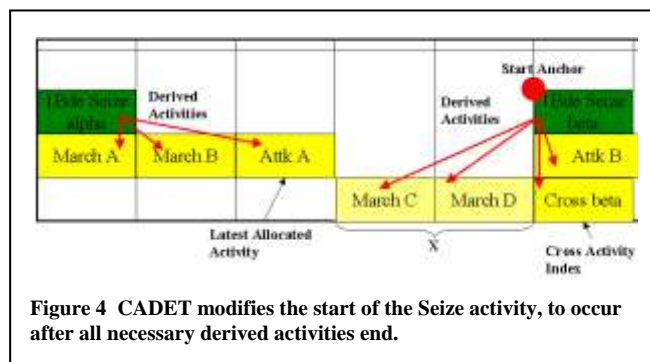 Start Anchor
1Bde Seize
alpha
Derived
Activities
Derived
Activities
1Bde Seize
beta
March A
March B
Attk A
Attk B
March C
March D
Cross beta
Latest Allocated
Activity
X
Cross Activity
Index
Figure 4 CADET modifies the start of the Seize activity, to occur
after all necessary derived activities end.